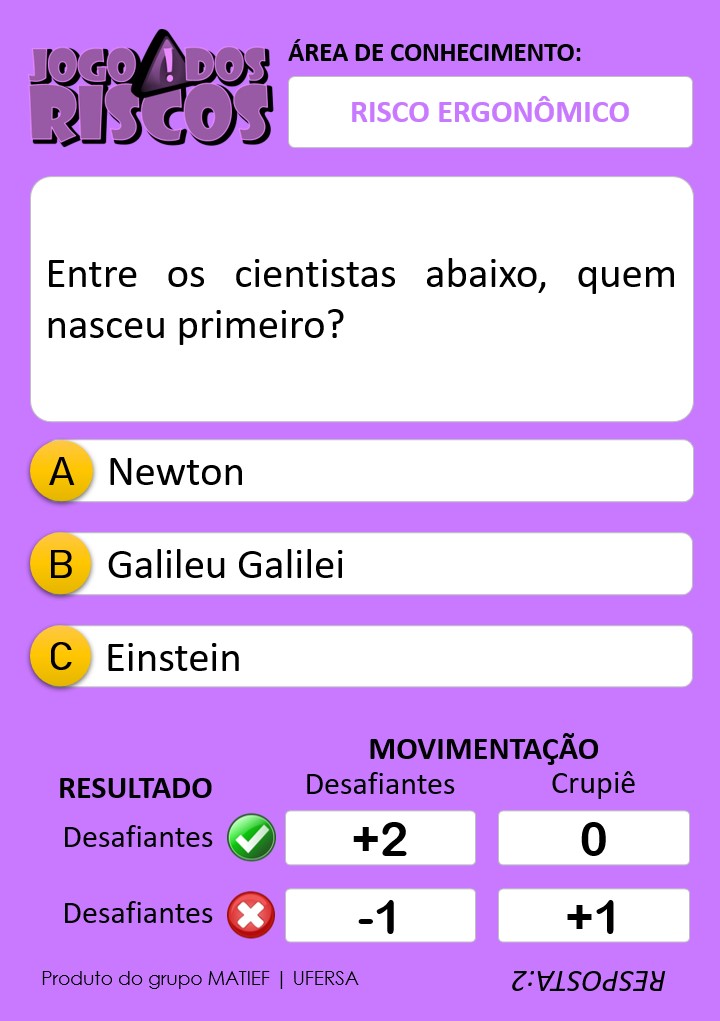 JOGO DOS
RISCOS
ÁREA DE CONHECIMENTO:
RISCO ERGONÔMICO
Entre os cientistas abaixo, quem
nasceu primeiro?
A Newton
B Galileu Galilei
C Einstein
MOVIMENTAÇÃO
RESULTADO Desafiantes Crupiê
Desafiantes +2 0
Desafiantes -1 +1
Produto do grupo MATIEF | UFERSA
RESPOSTA:2